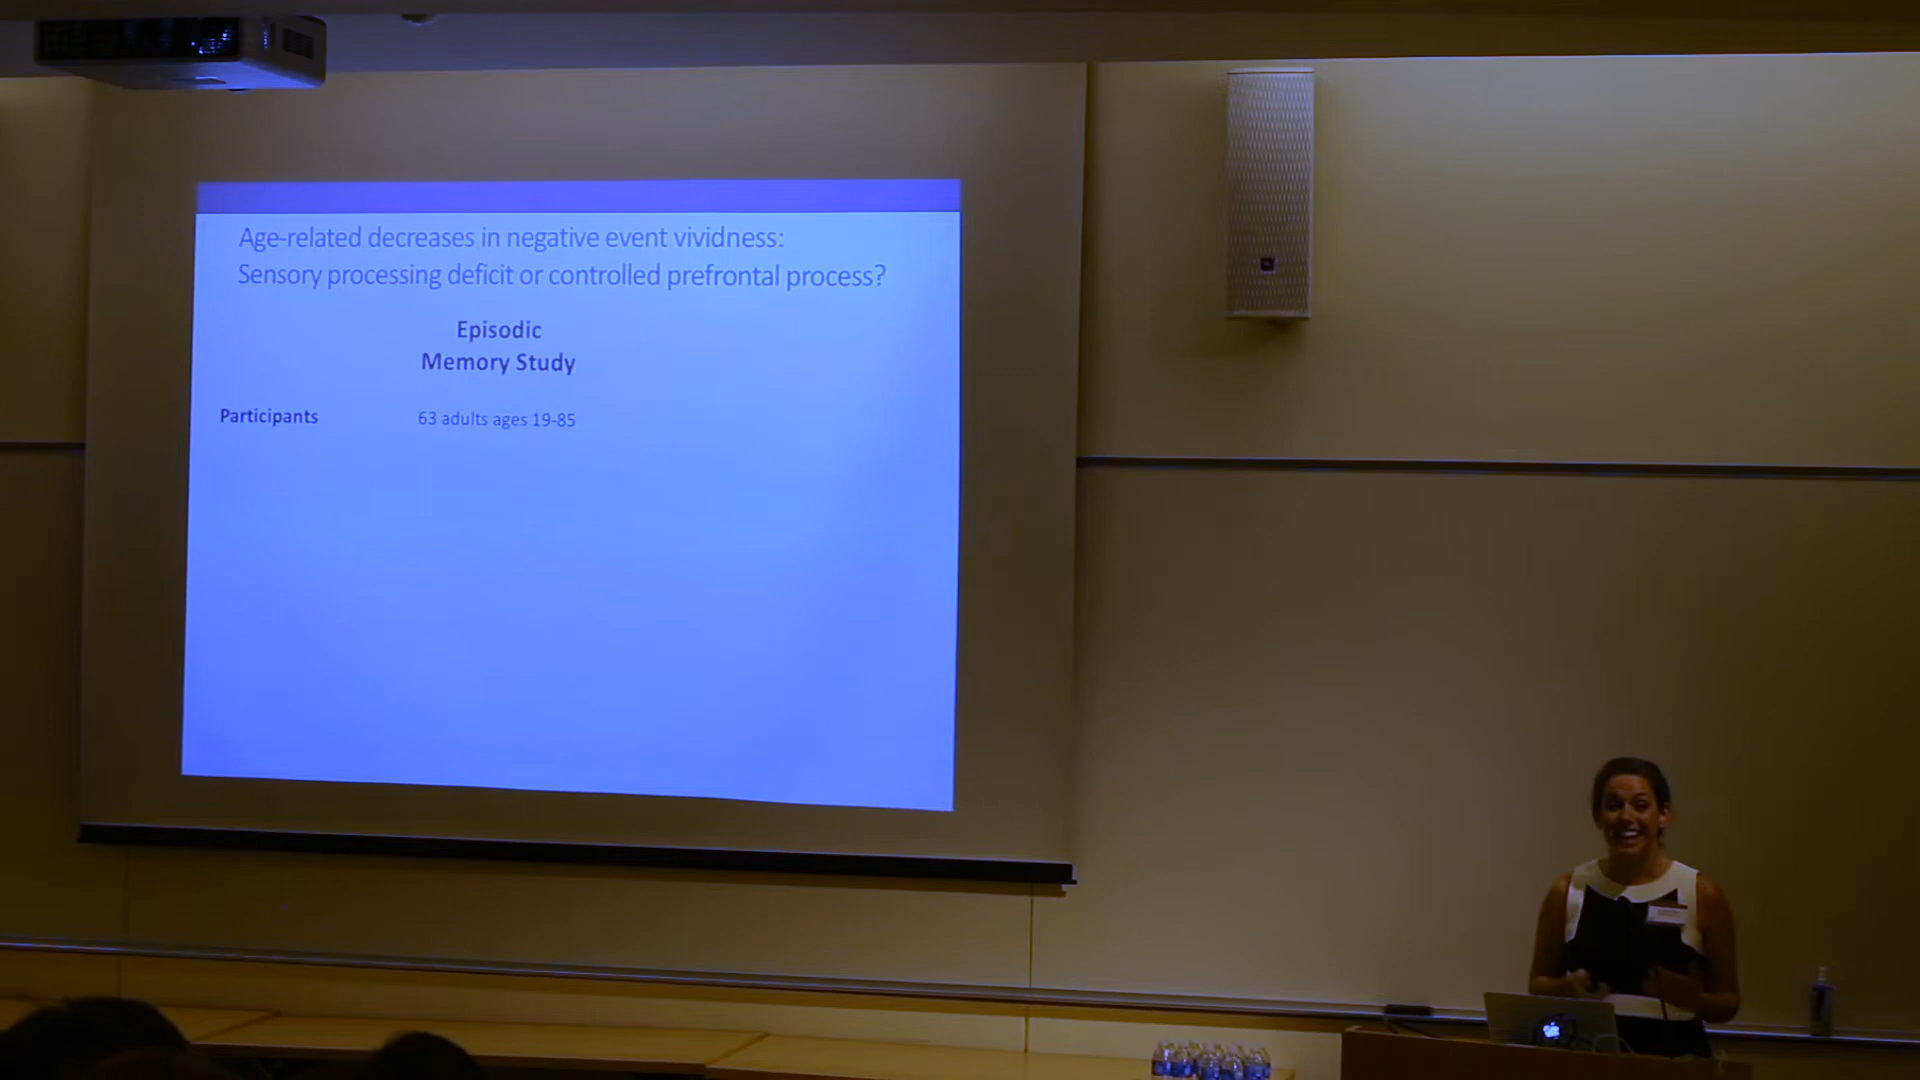 Age-related decreases in negative event vividness:
Sensory processing deficit or controlled prefrontal process?
Episodic
Memory Study
Participants 63 adults ages 19-85